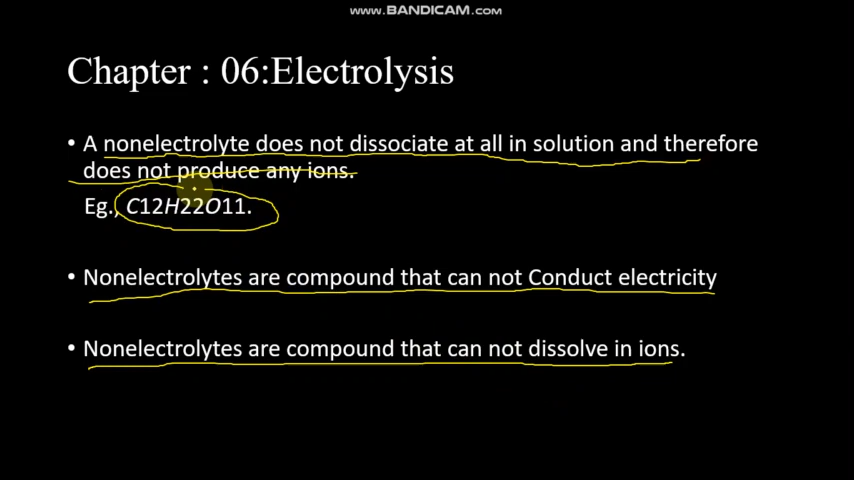 WWW.BANDICAM.COM
Chapter : 06:Electrolysis
• A nonelectrolyte does not dissociate at all in solution and therefore
does not produce any ions.
Eg., C12H22O11.
• Nonelectrolytes are compound that can not Conduct electricity
• Nonelectrolytes are compound that can not dissolve in ions.